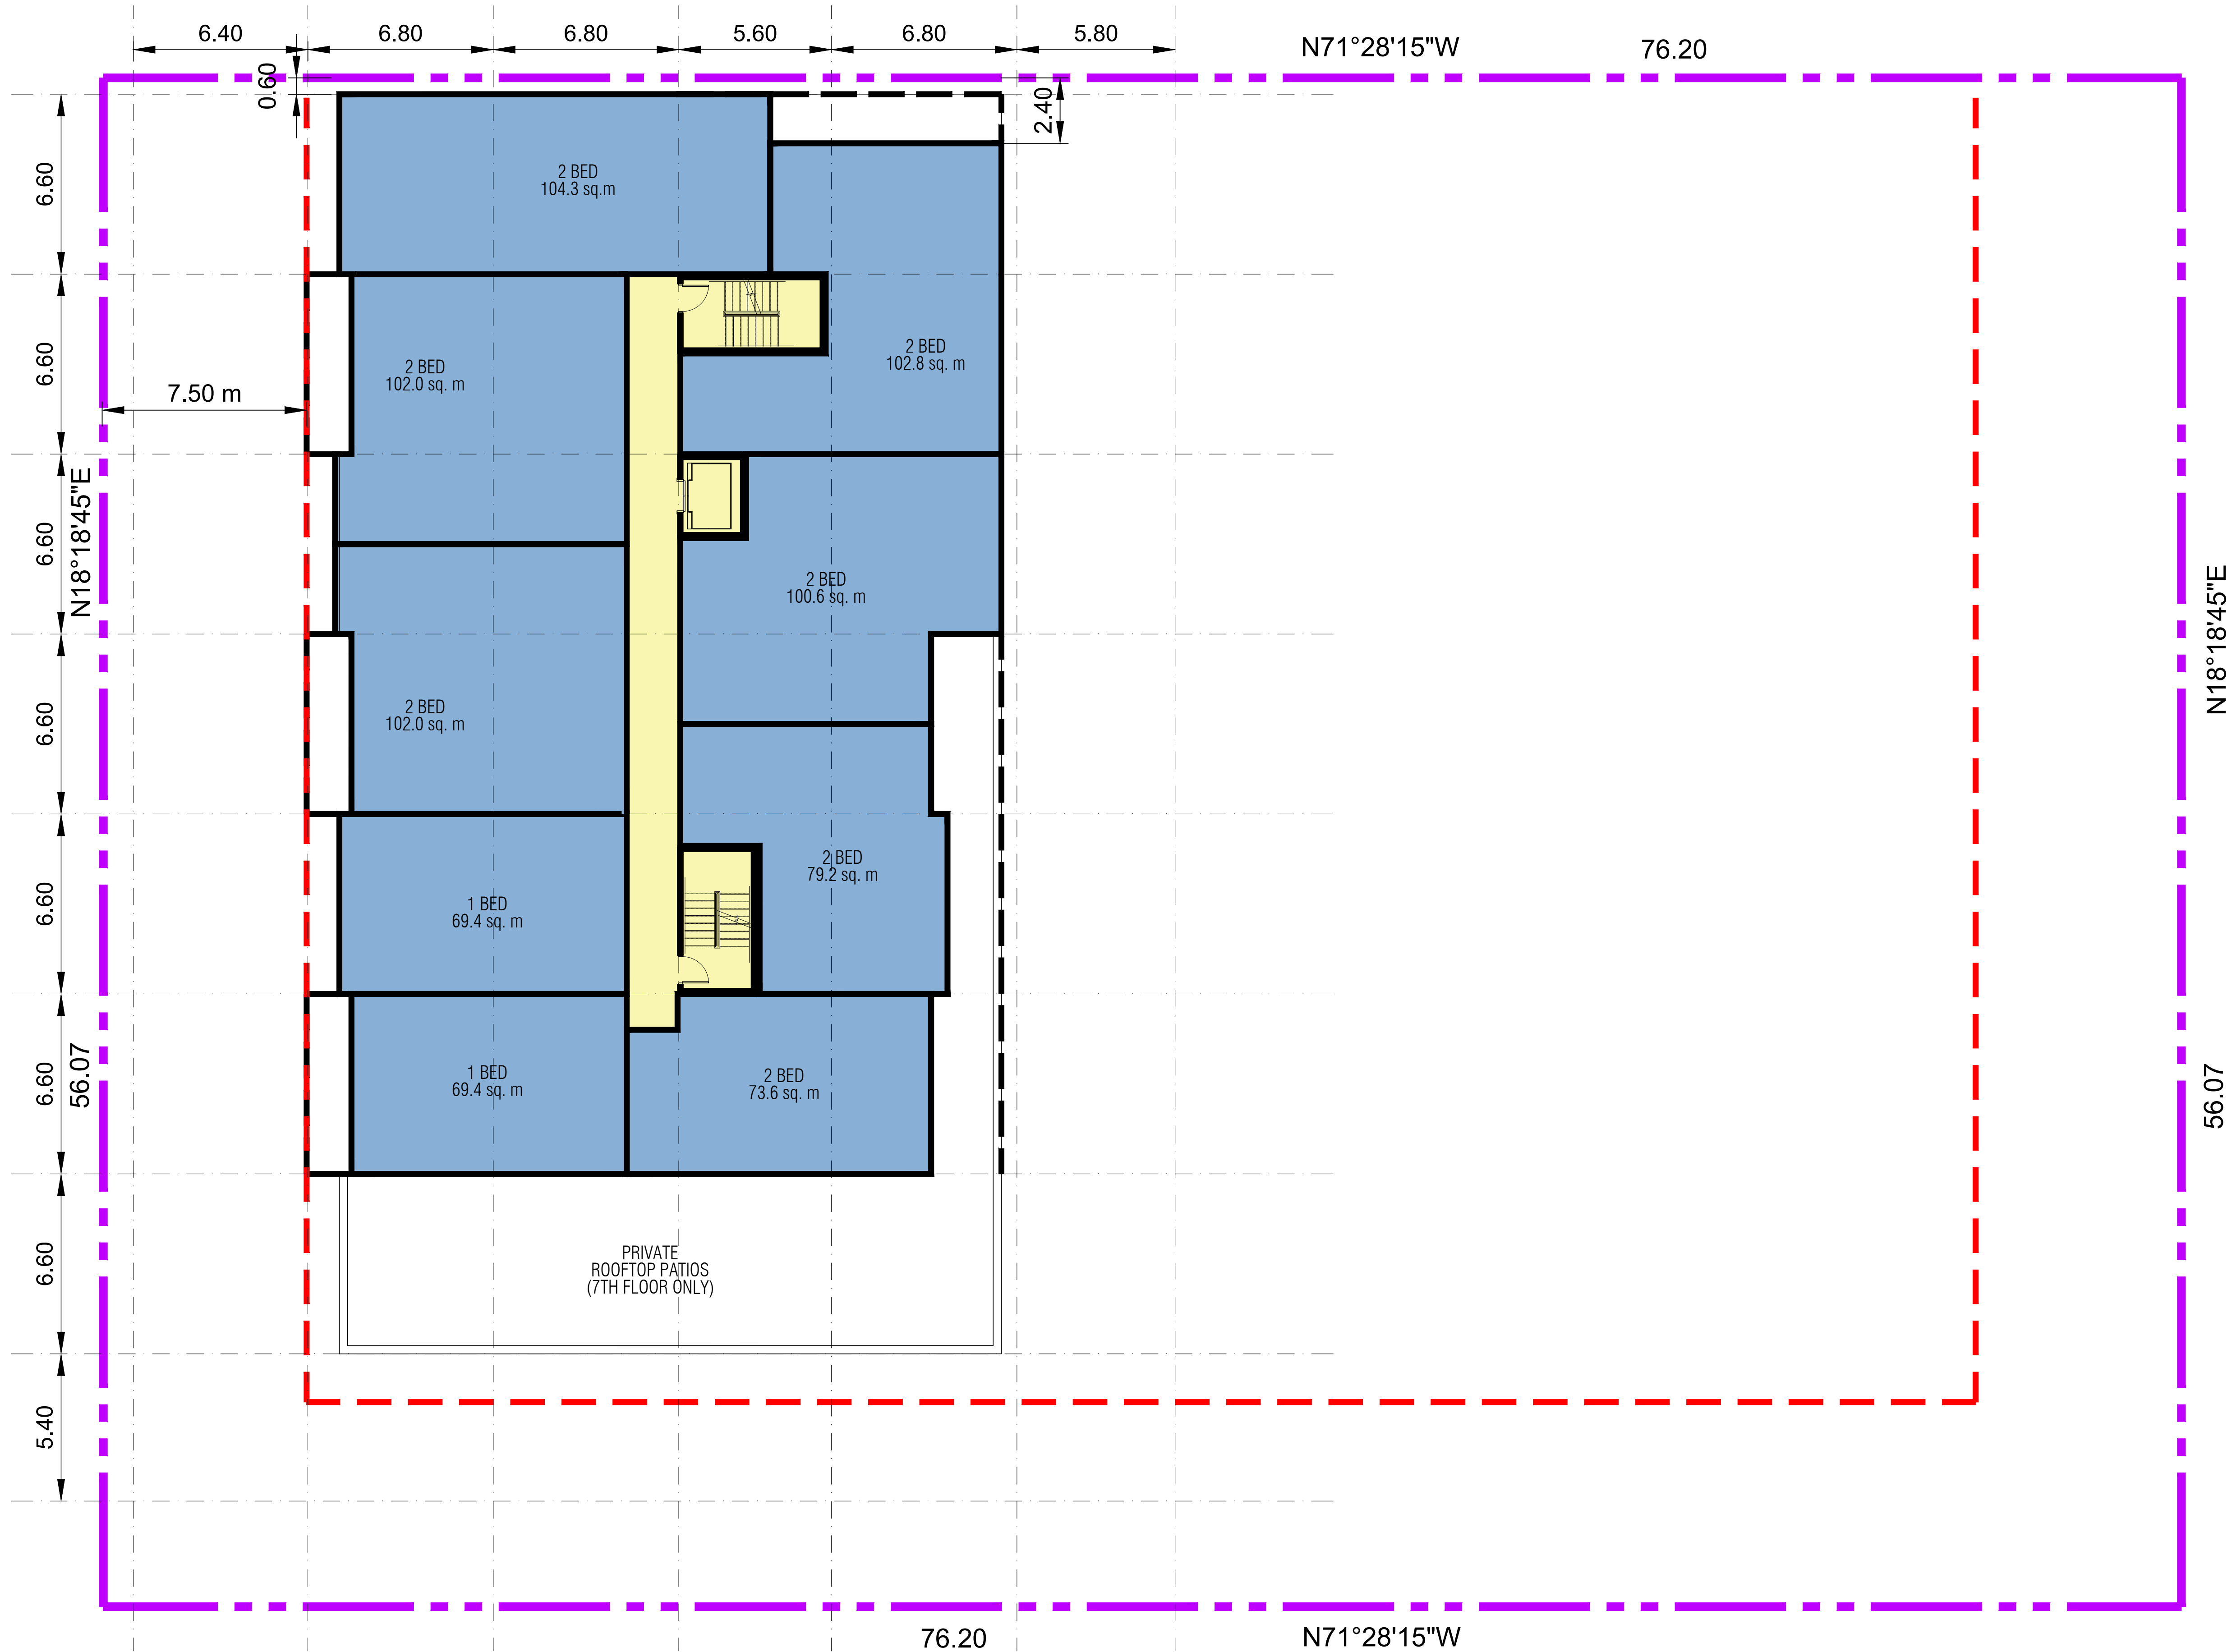 6.40
6.80
6.80
5.60
6.80
5.80
N71°28'15"W
76.20
0.60
2.40
6.60
2 BED
104.3 sq.m
6.60
2 BED
102.0 sq. m
2 BED
102.8 sq. m
7.50 m
6.60
N18°18'45"E
2 BED
100.6 sq. m
N18°18'45"E
6.60
2 BED
102.0 sq. m
6.60
2 BED
79.2 sq. m
1 BED
69.4 sq. m
6.60
56.07
1 BED
69.4 sq. m
2 BED
73.6 sq. m
56.07
6.60
PRIVATE
ROOFTOP PATIOS
(7TH FLOOR ONLY)
5.40
76.20
N71°28'15"W